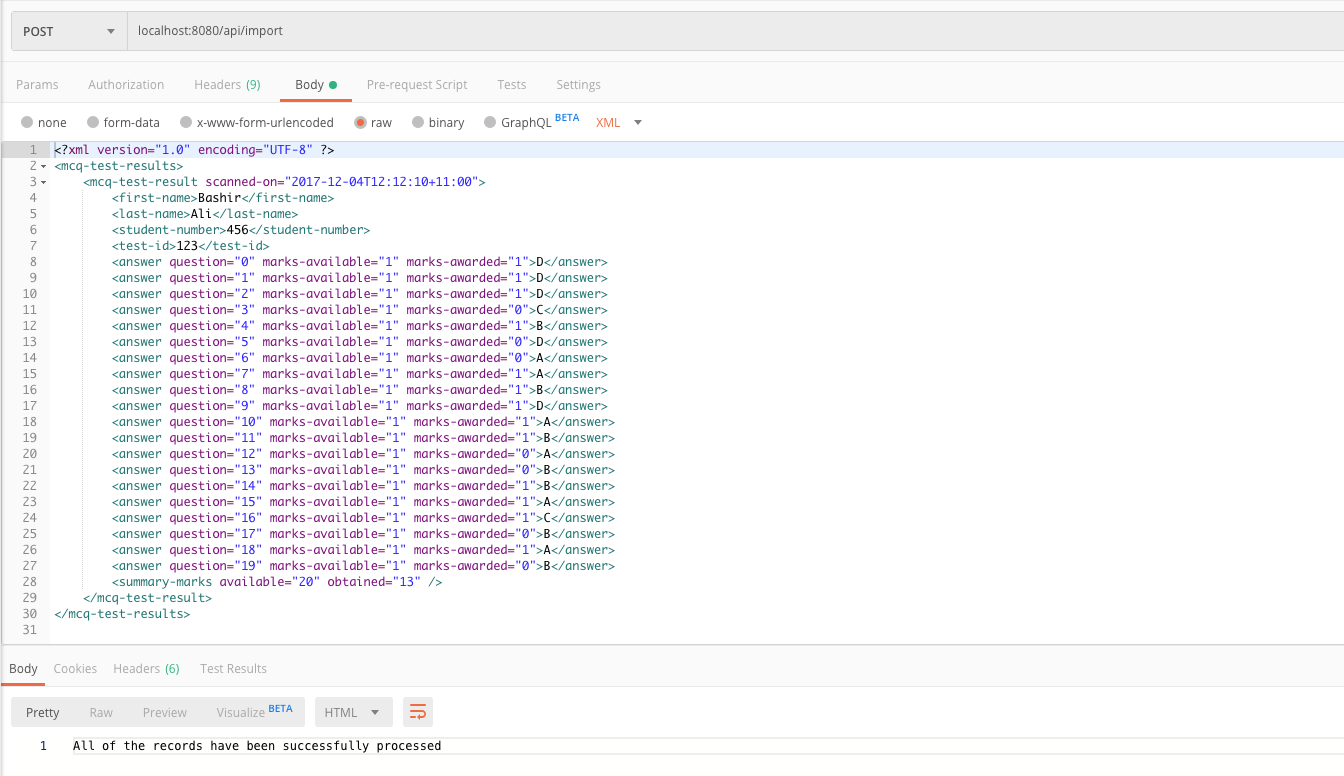 POST localhost:8080/api/import
Params Authorization Headers (9) Body Pre-request Script Tests Settings
none form-data x-www-form-urlencoded raw binary GraphQL BETA XML
1 <?xml version="1.0" encoding="UTF-8" ?>
2 <mcq-test-results>
3 <mcq-test-result scanned-on="2017-12-04T12:12:10+11:00">
4 <first-name>Bashir</first-name>
5 <last-name>Ali</last-name>
6 <student-number>456</student-number>
7 <test-id>123</test-id>
8 <answer question="0" marks-available="1" marks-awarded="1">D</answer>
9 <answer question="1" marks-available="1" marks-awarded="1">D</answer>
10 <answer question="2" marks-available="1" marks-awarded="1">D</answer>
11 <answer question="3" marks-available="1" marks-awarded="0">C</answer>
12 <answer question="4" marks-available="1" marks-awarded="1">B</answer>
13 <answer question="5" marks-available="1" marks-awarded="0">D</answer>
14 <answer question="6" marks-available="1" marks-awarded="0">A</answer>
15 <answer question="7" marks-available="1" marks-awarded="1">A</answer>
16 <answer question="8" marks-available="1" marks-awarded="1">B</answer>
17 <answer question="9" marks-available="1" marks-awarded="1">D</answer>
18 <answer question="10" marks-available="1" marks-awarded="1">A</answer>
19 <answer question="11" marks-available="1" marks-awarded="1">B</answer>
20 <answer question="12" marks-available="1" marks-awarded="0">A</answer>
21 <answer question="13" marks-available="1" marks-awarded="0">B</answer>
22 <answer question="14" marks-available="1" marks-awarded="1">B</answer>
23 <answer question="15" marks-available="1" marks-awarded="1">A</answer>
24 <answer question="16" marks-available="1" marks-awarded="1">C</answer>
25 <answer question="17" marks-available="1" marks-awarded="0">B</answer>
26 <answer question="18" marks-available="1" marks-awarded="1">A</answer>
27 <answer question="19" marks-available="1" marks-awarded="0">B</answer>
28 <summary-marks available="20" obtained="13" />
29 </mcq-test-result>
30 </mcq-test-results>
31
Body Cookies Headers (6) Test Results
Pretty Raw Preview Visualize BETA HTML
1 All of the records have been successfully processed